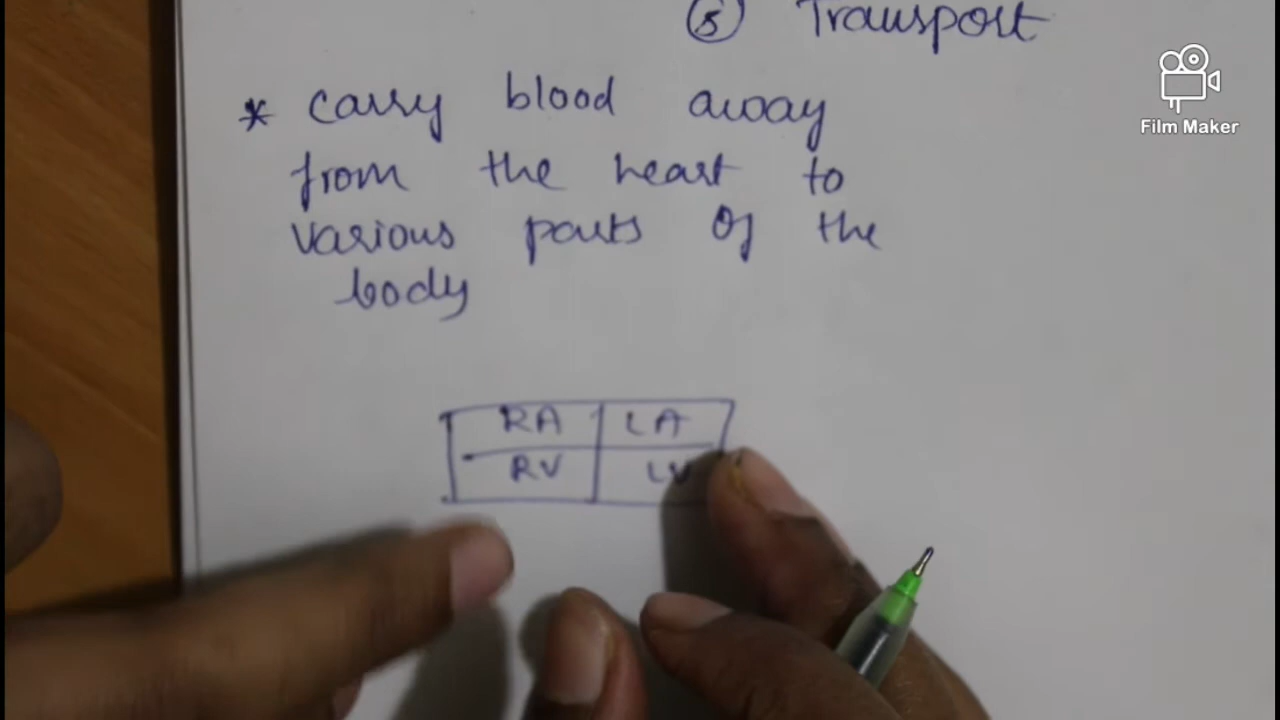 ⑤ Transport
* carry blood away
from the heart to
various parts of the
body
RA LA
RV LV
Film Maker